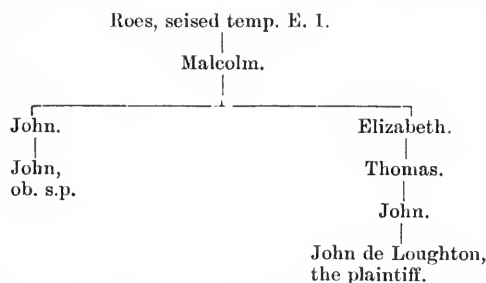 Roes, seised temp. E. 1.
Malcolm.
John. Elizabeth.
John, Thomas.
ob. s.p.
John.
John de Loughton,
the plaintiff.